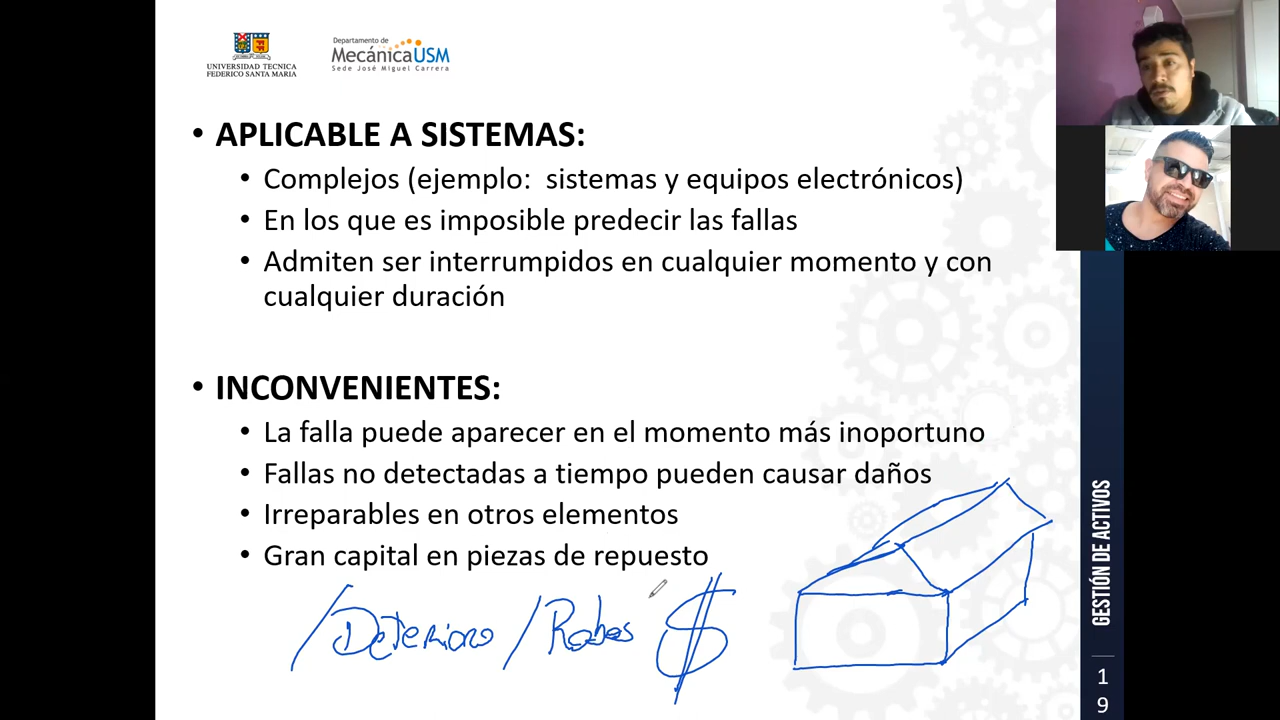 UNIVERSIDAD TECNICA
FEDERICO SANTA MARIA
Departamento de
MecánicaUSM
Sede José Miguel Carrera
• APLICABLE A SISTEMAS:
• Complejos (ejemplo: sistemas y equipos electrónicos)
• En los que es imposible predecir las fallas
• Admiten ser interrumpidos en cualquier momento y con
cualquier duración
• INCONVENIENTES:
• La falla puede aparecer en el momento más inoportuno
• Fallas no detectadas a tiempo pueden causar daños
• Irreparables en otros elementos
• Gran capital en piezas de repuesto
/Deterioro /Robos $
GESTIÓN DE ACTIVOS
1
9